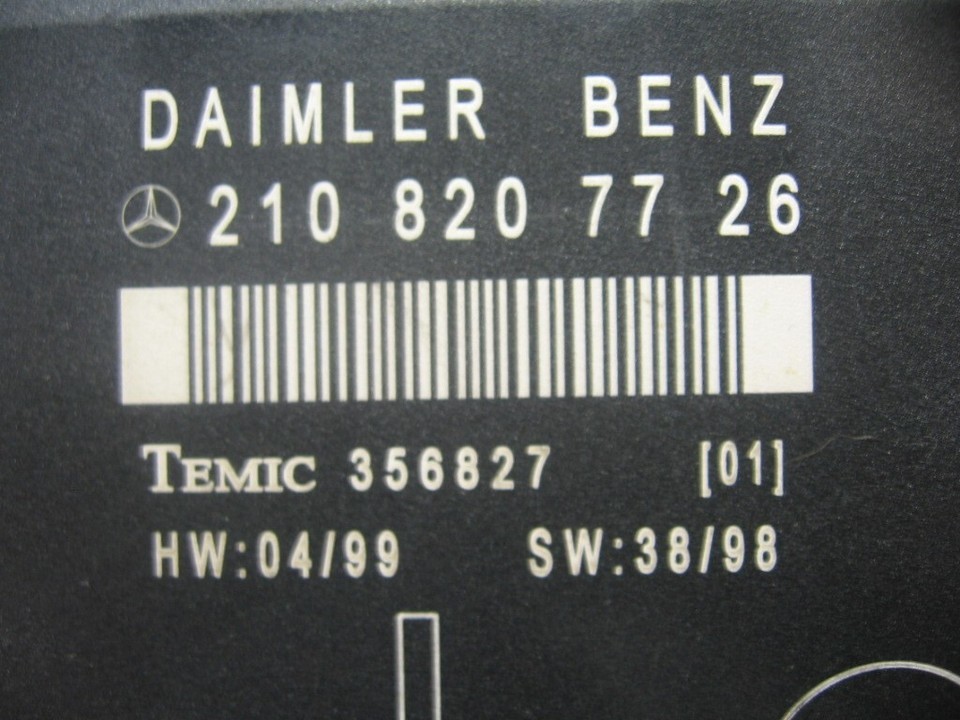 DAIMLER BENZ
210 820 77 26
TEMIC 356827 [01]
HW:04/99 SW:38/98